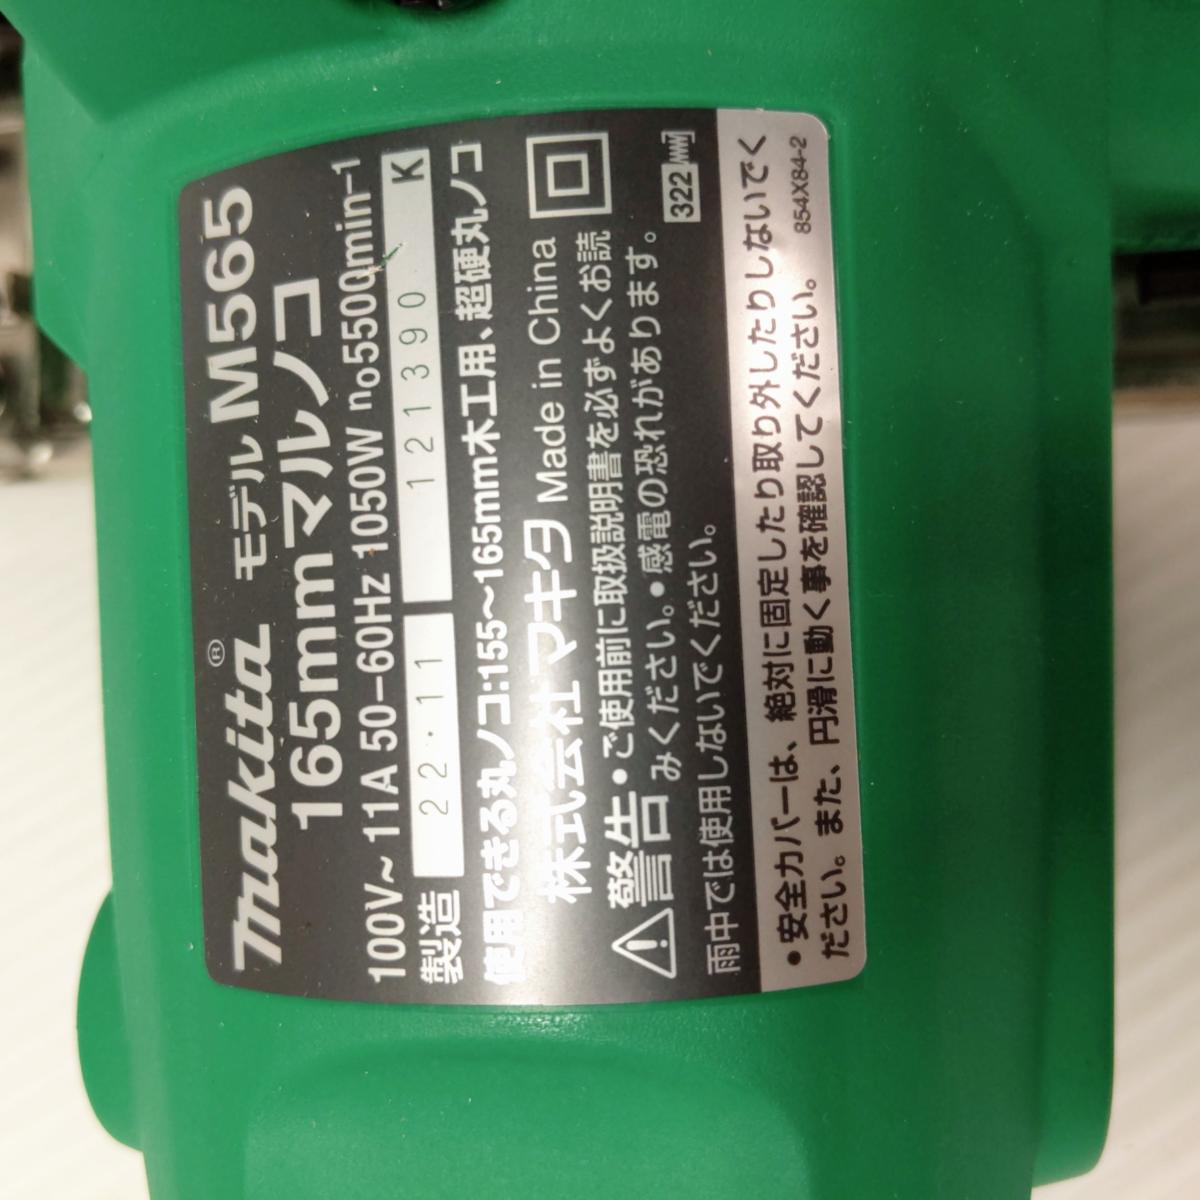 makita® モデル M565
165mmマルノコ
100V～ 11A 50-60Hz 1050W no5500min-1
製造 22・11 121390 K
使用できる丸ノコ:155～165mm木工用、超硬丸ノコ
株式会社マキタ Made in China
⚠警告・ご使用前に取扱説明書を必ずよくお読
みください。・感電の恐れがあります。
雨中では使用しないでください。
322
・安全カバーは、絶対に固定したり取り外したりしないでく
ださい。また、円滑に動く事を確認してください。 854X84-2